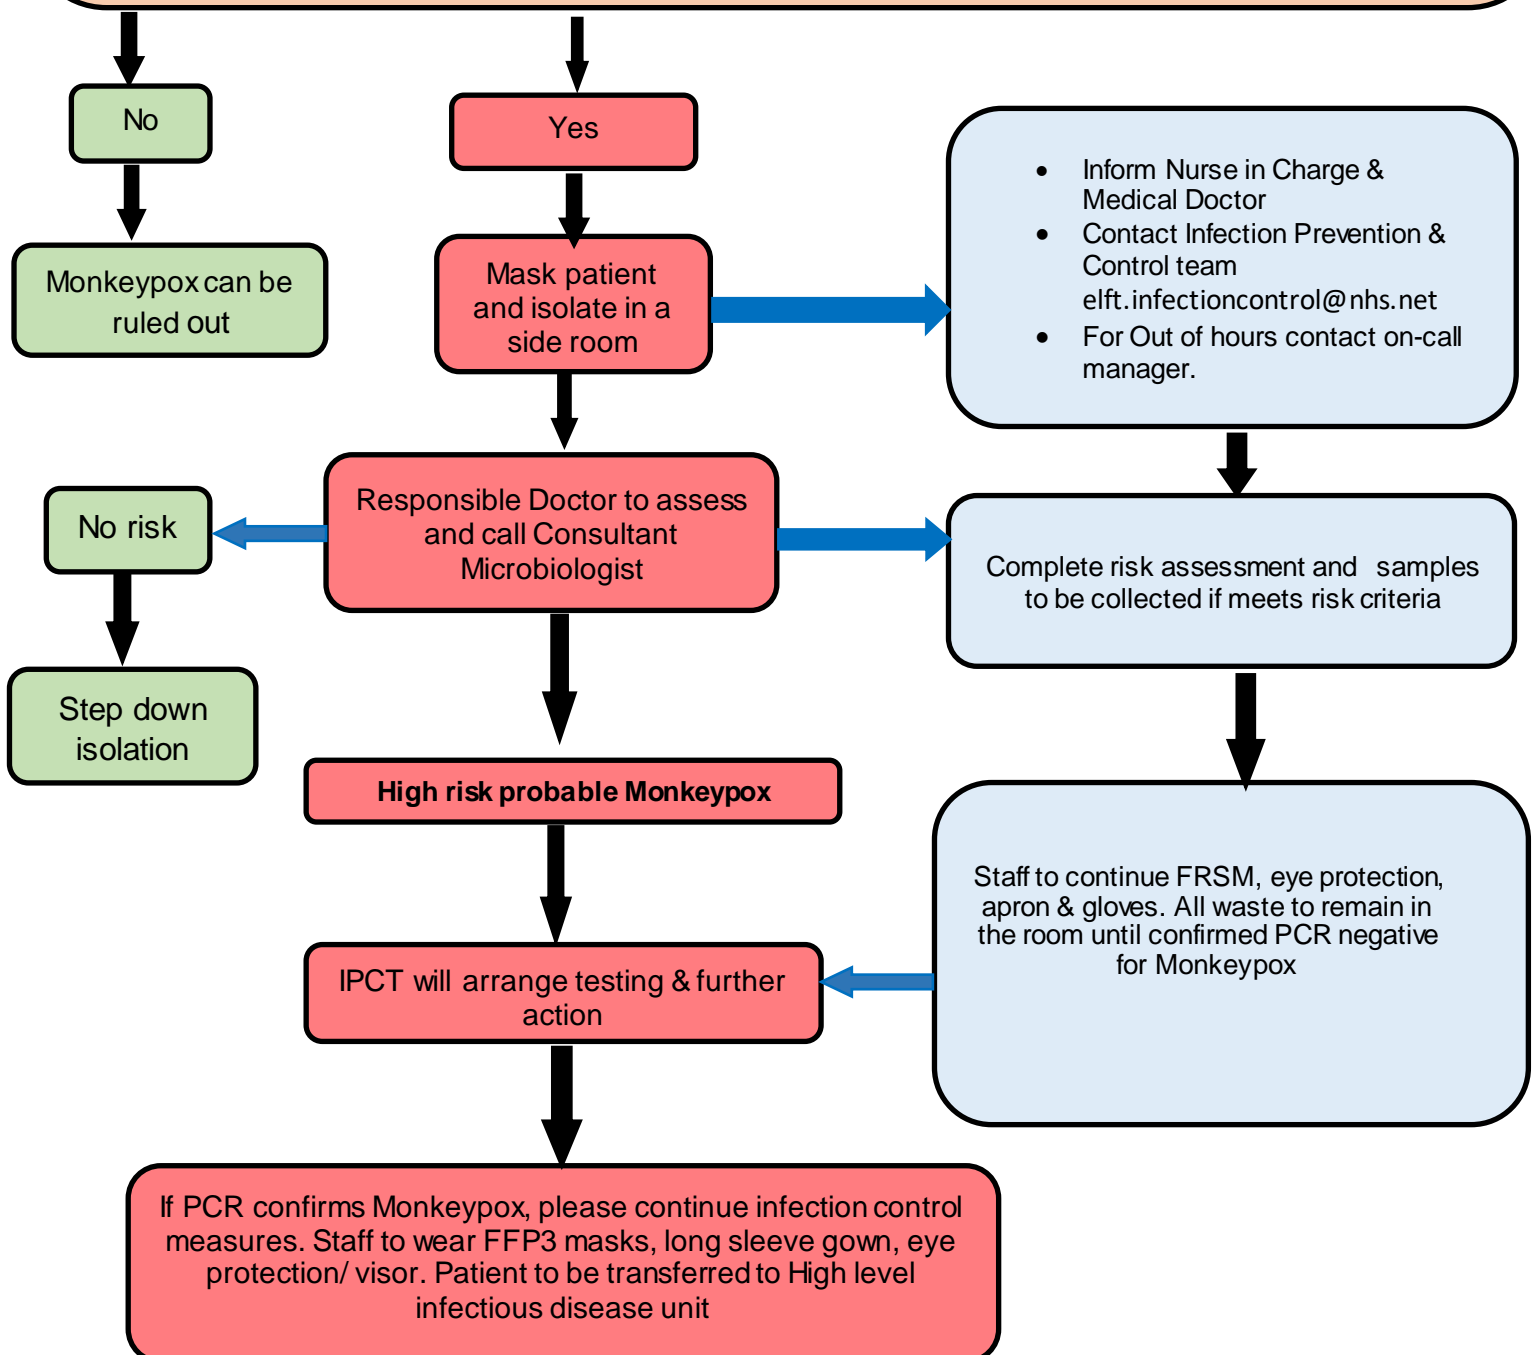 No
Yes
• Inform Nurse in Charge &
Medical Doctor
• Contact Infection Prevention &
Control team
elft.infectioncontrol@nhs.net
• For Out of hours contact on-call
manager.
Monkeypox can be
ruled out
Mask patient
and isolate in a
side room
No risk
Responsible Doctor to assess
and call Consultant
Microbiologist
Complete risk assessment and samples
to be collected if meets risk criteria
Step down
isolation
High risk probable Monkeypox
Staff to continue FRSM, eye protection,
apron & gloves. All waste to remain in
the room until confirmed PCR negative
for Monkeypox
IPCT will arrange testing & further
action
If PCR confirms Monkeypox, please continue infection control
measures. Staff to wear FFP3 masks, long sleeve gown, eye
protection/ visor. Patient to be transferred to High level
infectious disease unit